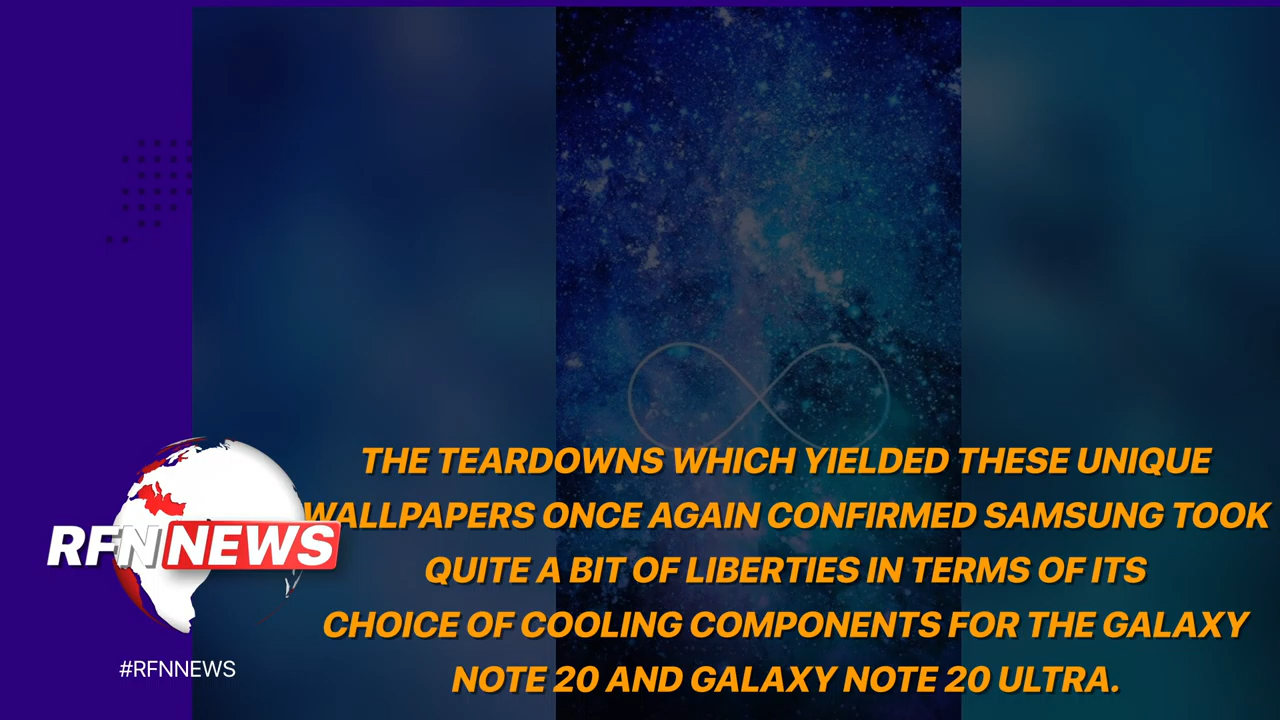 THE TEARDOWNS WHICH YIELDED THESE UNIQUE
WALLPAPERS ONCE AGAIN CONFIRMED SAMSUNG TOOK
QUITE A BIT OF LIBERTIES IN TERMS OF ITS
CHOICE OF COOLING COMPONENTS FOR THE GALAXY
NOTE 20 AND GALAXY NOTE 20 ULTRA.
RFN NEWS
#RFNNEWS